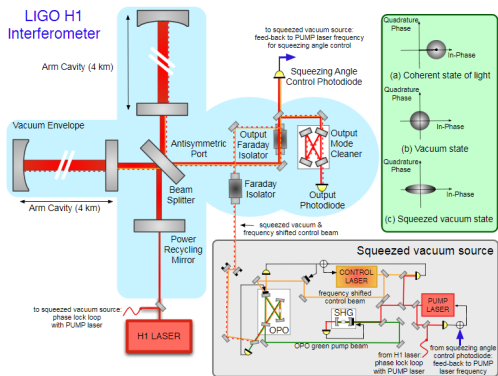 LIGO H1
Interferometer
Arm Cavity (4 km)
Vacuum Envelope
Arm Cavity (4 km)
Antisymmetric
Port
Beam
Splitter
Power
Recycling
Mirror
to squeezed vacuum source:
phase lock loop
with PUMP laser
H1 LASER
to squeezed vacuum source:
feed-back to PUMP laser frequency
for squeezing angle control
Squeezing Angle
Control Photodiode
Output
Faraday
Isolator
Output
Mode
Cleaner
Faraday
Isolator
Output
Photodiode
squeezed vacuum &
frequency shifted control beam
Quadrature
Phase
In-Phase
(a) Coherent state of light
Quadrature
Phase
In-Phase
(b) Vacuum state
Quadrature
Phase
In-Phase
(c) Squeezed vacuum state
Squeezed vacuum source
CONTROL
LASER
frequency shifted
control beam
OPO
SHG
PUMP
LASER
OPO green pump beam
from H1 laser:
phase lock loop
with PUMP laser
from squeezing angle
control photodiode:
feed-back to PUMP
laser frequency